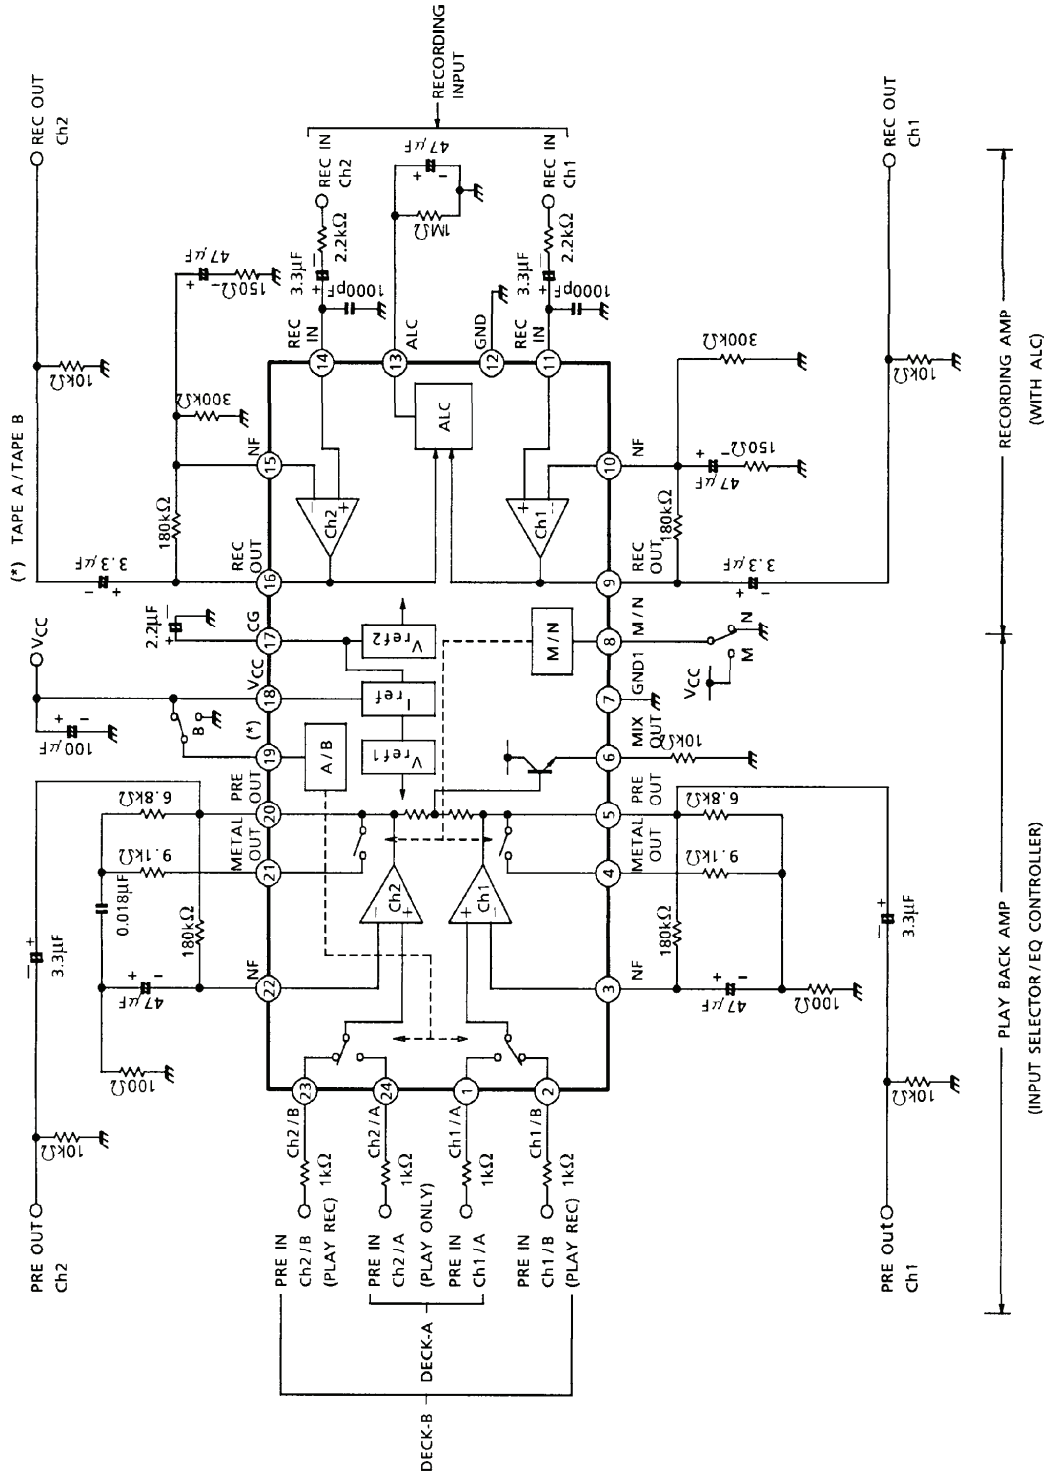 (*) TAPE A/TAPE B
REC OUT
Ch2
10kΩ
3.3μF
+
−
VCC
100μF
+
−
B
2.2μF
+
−
180kΩ
300kΩ
47μF
+
−
150Ω
PRE OUT
Ch2
10kΩ
3.3μF
−
+
100Ω
47μF
+
−
0.018μF
180kΩ
9.1kΩ
6.8kΩ
NF
22
METAL OUT
21
PRE OUT
20
(*)
19
VCC
18
CG
17
REC OUT
16
NF
15
REC IN
14
ALC
13
GND
12
REC IN
11
3.3μF
+
−
2.2kΩ
REC IN
Ch2
1000pF
1MΩ
47μF
+
−
3.3μF
+
−
2.2kΩ
REC IN
Ch1
1000pF
RECORDING
INPUT
A/B
Vref1
Iref
Vref2
M/N
ALC
Ch2
−
+
Ch1
+
−
Ch2
−
+
Ch1
+
−
DECK-B
DECK-A
PRE IN
Ch2/B
(PLAY REC)
1kΩ
Ch2/B
23
PRE IN
Ch2/A
(PLAY ONLY)
1kΩ
Ch2/A
24
PRE IN
Ch1/A
1kΩ
Ch1/A
1
PRE IN
Ch1/B
(PLAY REC)
1kΩ
Ch1/B
2
3
NF
4
METAL OUT
5
PRE OUT
6
MIX OUT
7
GND1
8
M/N
9
REC OUT
10
NF
100Ω
47μF
+
−
180kΩ
9.1kΩ
6.8kΩ
10kΩ
VCC
M
N
180kΩ
47μF
+
−
150Ω
300kΩ
3.3μF
+
−
PRE Out
Ch1
10kΩ
3.3μF
−
+
10kΩ
REC OUT
Ch1
PLAY BACK AMP
(INPUT SELECTOR/EQ CONTROLLER)
RECORDING AMP
(WITH ALC)